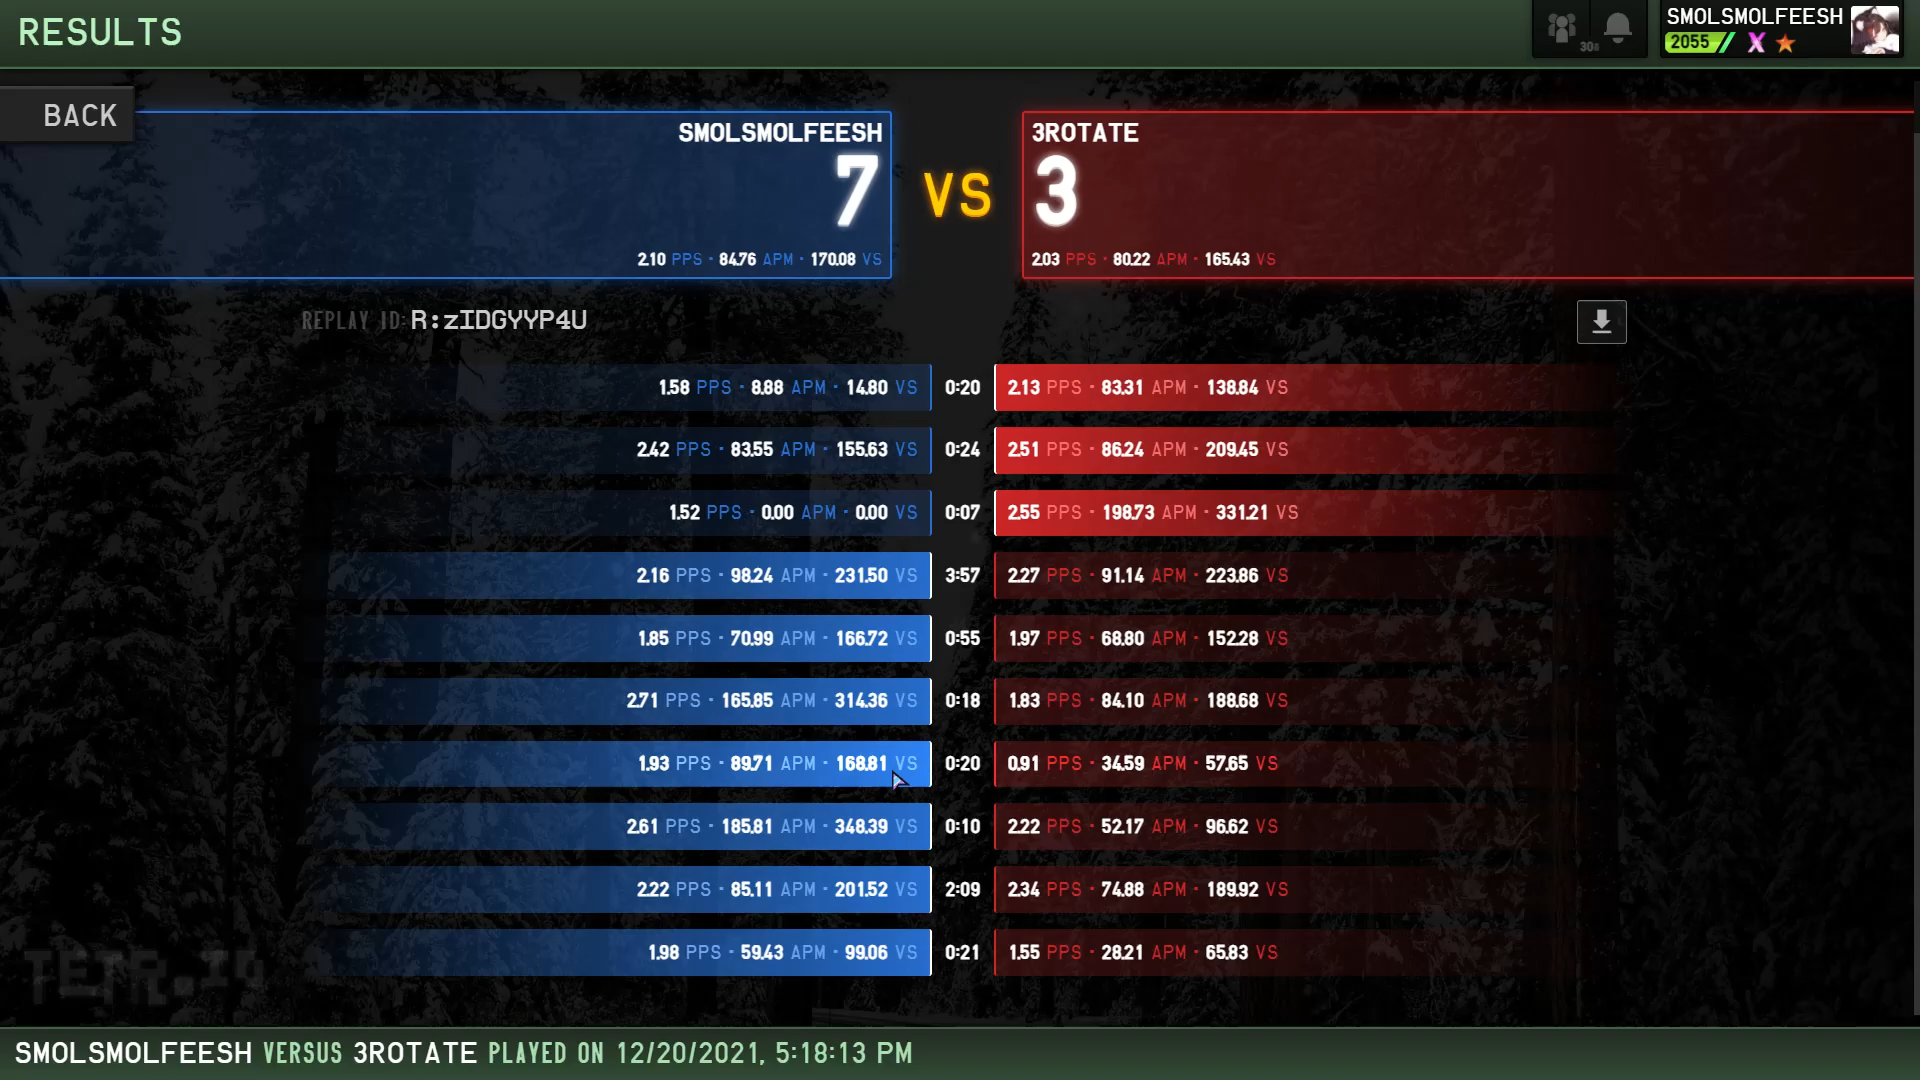 RESULTS
308
SMOLSMOLFEESH
2055
BACK
SMOLSMOLFEESH
7
2.10 PPS · 84.76 APM · 170.08 VS
VS
3ROTATE
3
2.03 PPS · 80.22 APM · 165.43 VS
REPLAY ID: R:zIDGYYP4U
1.58 PPS · 8.88 APM · 14.80 VS 0:20 2.13 PPS · 83.31 APM · 138.84 VS
2.42 PPS · 83.55 APM · 155.63 VS 0:24 2.51 PPS · 86.24 APM · 209.45 VS
1.52 PPS · 0.00 APM · 0.00 VS 0:07 2.55 PPS · 198.73 APM · 331.21 VS
2.16 PPS · 98.24 APM · 231.50 VS 3:57 2.27 PPS · 91.14 APM · 223.86 VS
1.85 PPS · 70.99 APM · 166.72 VS 0:55 1.97 PPS · 68.80 APM · 152.28 VS
2.71 PPS · 165.85 APM · 314.36 VS 0:18 1.83 PPS · 84.10 APM · 188.68 VS
1.93 PPS · 89.71 APM · 168.81 VS 0:20 0.91 PPS · 34.59 APM · 57.65 VS
2.61 PPS · 185.81 APM · 348.39 VS 0:10 2.22 PPS · 52.17 APM · 96.62 VS
2.22 PPS · 85.11 APM · 201.52 VS 2:09 2.34 PPS · 74.88 APM · 189.92 VS
1.98 PPS · 59.43 APM · 99.06 VS 0:21 1.55 PPS · 28.21 APM · 65.83 VS
TETR.IO
SMOLSMOLFEESH VERSUS 3ROTATE PLAYED ON 12/20/2021, 5:18:13 PM